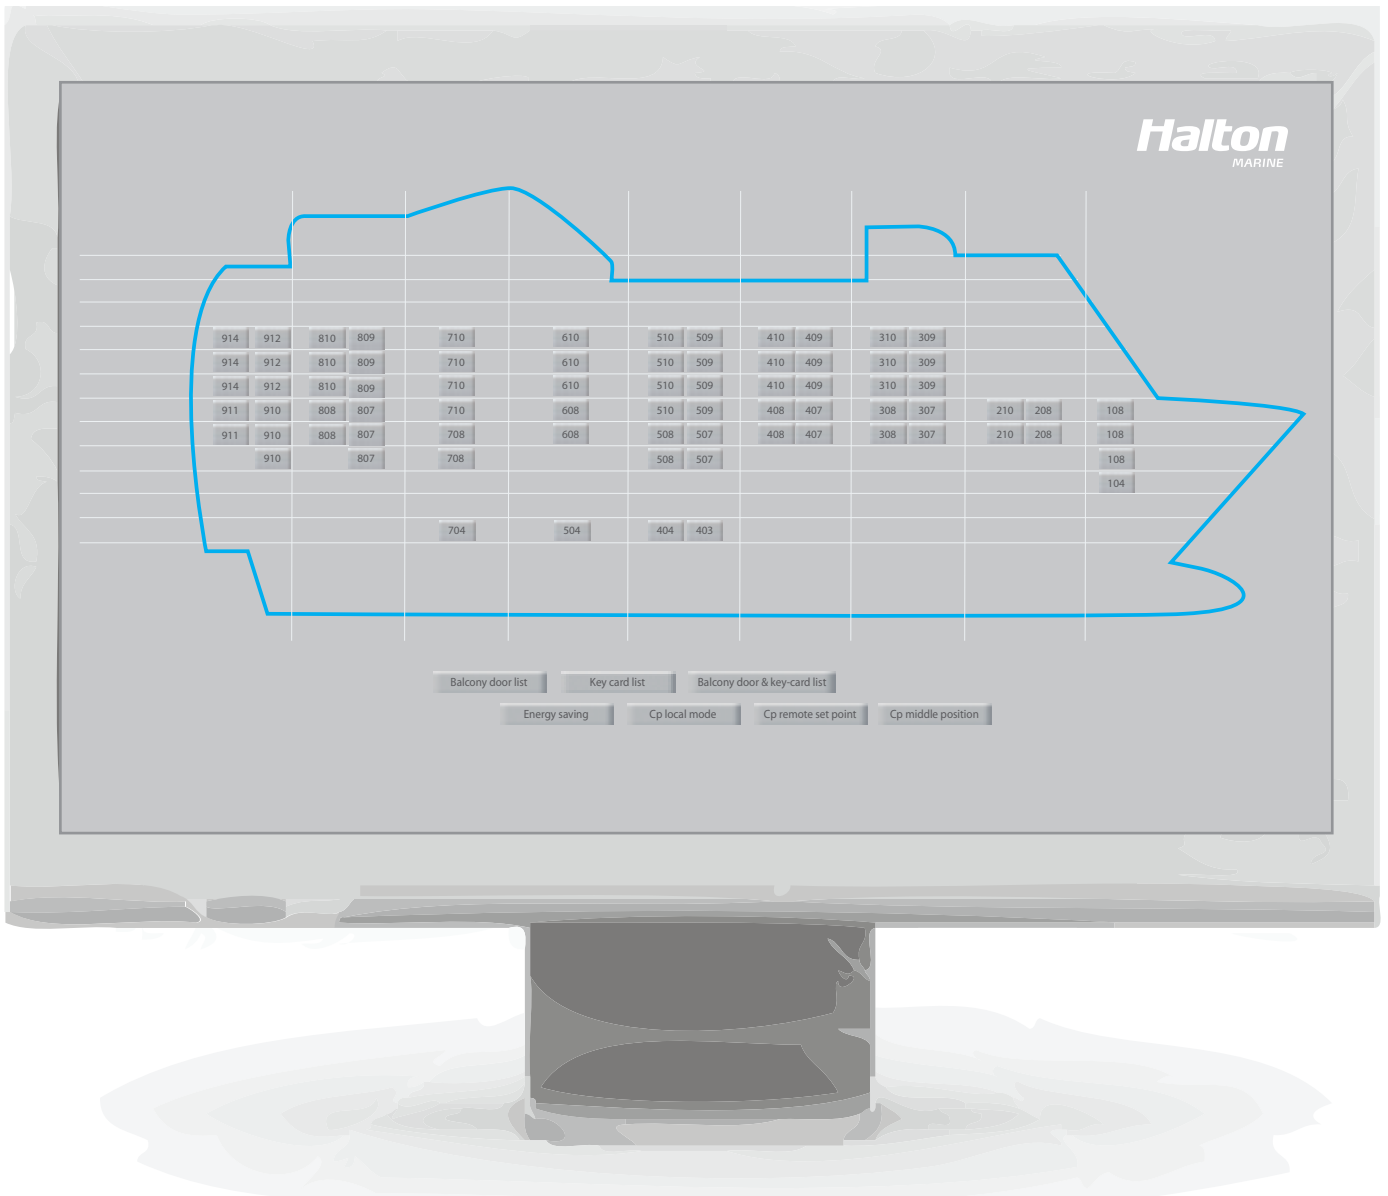 Halton
MARINE
914 912 810 809 710 610 510 509 410 409 310 309
914 912 810 809 710 610 510 509 410 409 310 309
914 912 810 809 710 610 510 509 410 409 310 309
911 910 808 807 710 608 510 509 408 407 308 307 210 208 108
911 910 808 807 708 608 508 507 408 407 308 307 210 208 108
910 807 708 508 507 108
104
704 504 404 403
Balcony door list Key card list Balcony door & key-card list
Energy saving Cp local mode Cp remote set point Cp middle position